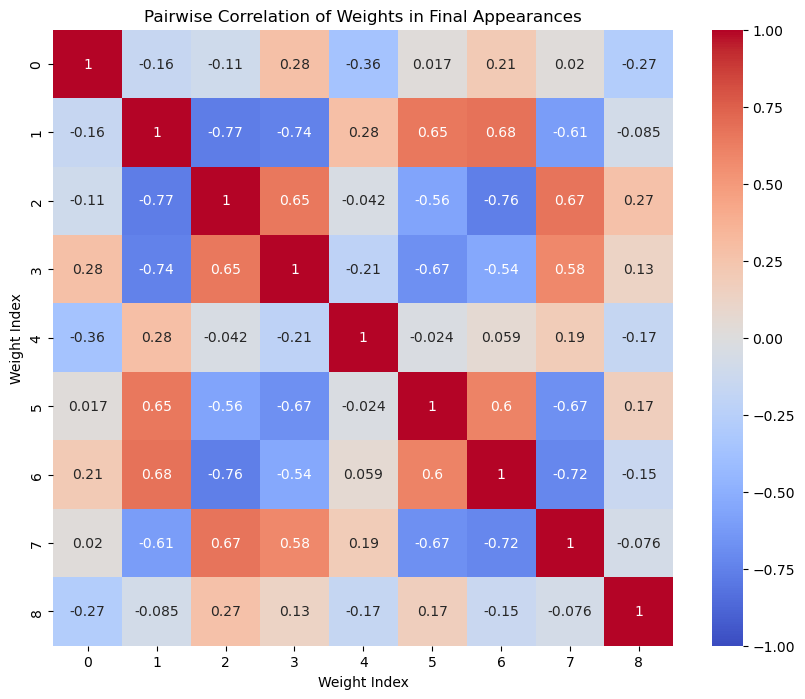 Pairwise Correlation of Weights in Final Appearances
Weight Index
0 1 -0.16 -0.11 0.28 -0.36 0.017 0.21 0.02 -0.27
1 -0.16 1 -0.77 -0.74 0.28 0.65 0.68 -0.61 -0.085
2 -0.11 -0.77 1 0.65 -0.042 -0.56 -0.76 0.67 0.27
3 0.28 -0.74 0.65 1 -0.21 -0.67 -0.54 0.58 0.13
4 -0.36 0.28 -0.042 -0.21 1 -0.024 0.059 0.19 -0.17
5 0.017 0.65 -0.56 -0.67 -0.024 1 0.6 -0.67 0.17
6 0.21 0.68 -0.76 -0.54 0.059 0.6 1 -0.72 -0.15
7 0.02 -0.61 0.67 0.58 0.19 -0.67 -0.72 1 -0.076
8 -0.27 -0.085 0.27 0.13 -0.17 0.17 -0.15 -0.076 1
0 1 2 3 4 5 6 7 8
Weight Index
1.00
0.75
0.50
0.25
0.00
−0.25
−0.50
−0.75
−1.00